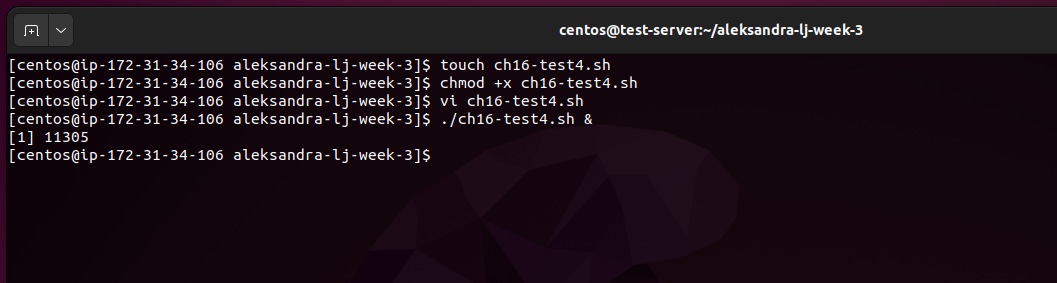 centos@test-server:~/aleksandra-lj-week-3
[centos@ip-172-31-34-106 aleksandra-lj-week-3]$ touch ch16-test4.sh
[centos@ip-172-31-34-106 aleksandra-lj-week-3]$ chmod +x ch16-test4.sh
[centos@ip-172-31-34-106 aleksandra-lj-week-3]$ vi ch16-test4.sh
[centos@ip-172-31-34-106 aleksandra-lj-week-3]$ ./ch16-test4.sh &
[1] 11305
[centos@ip-172-31-34-106 aleksandra-lj-week-3]$